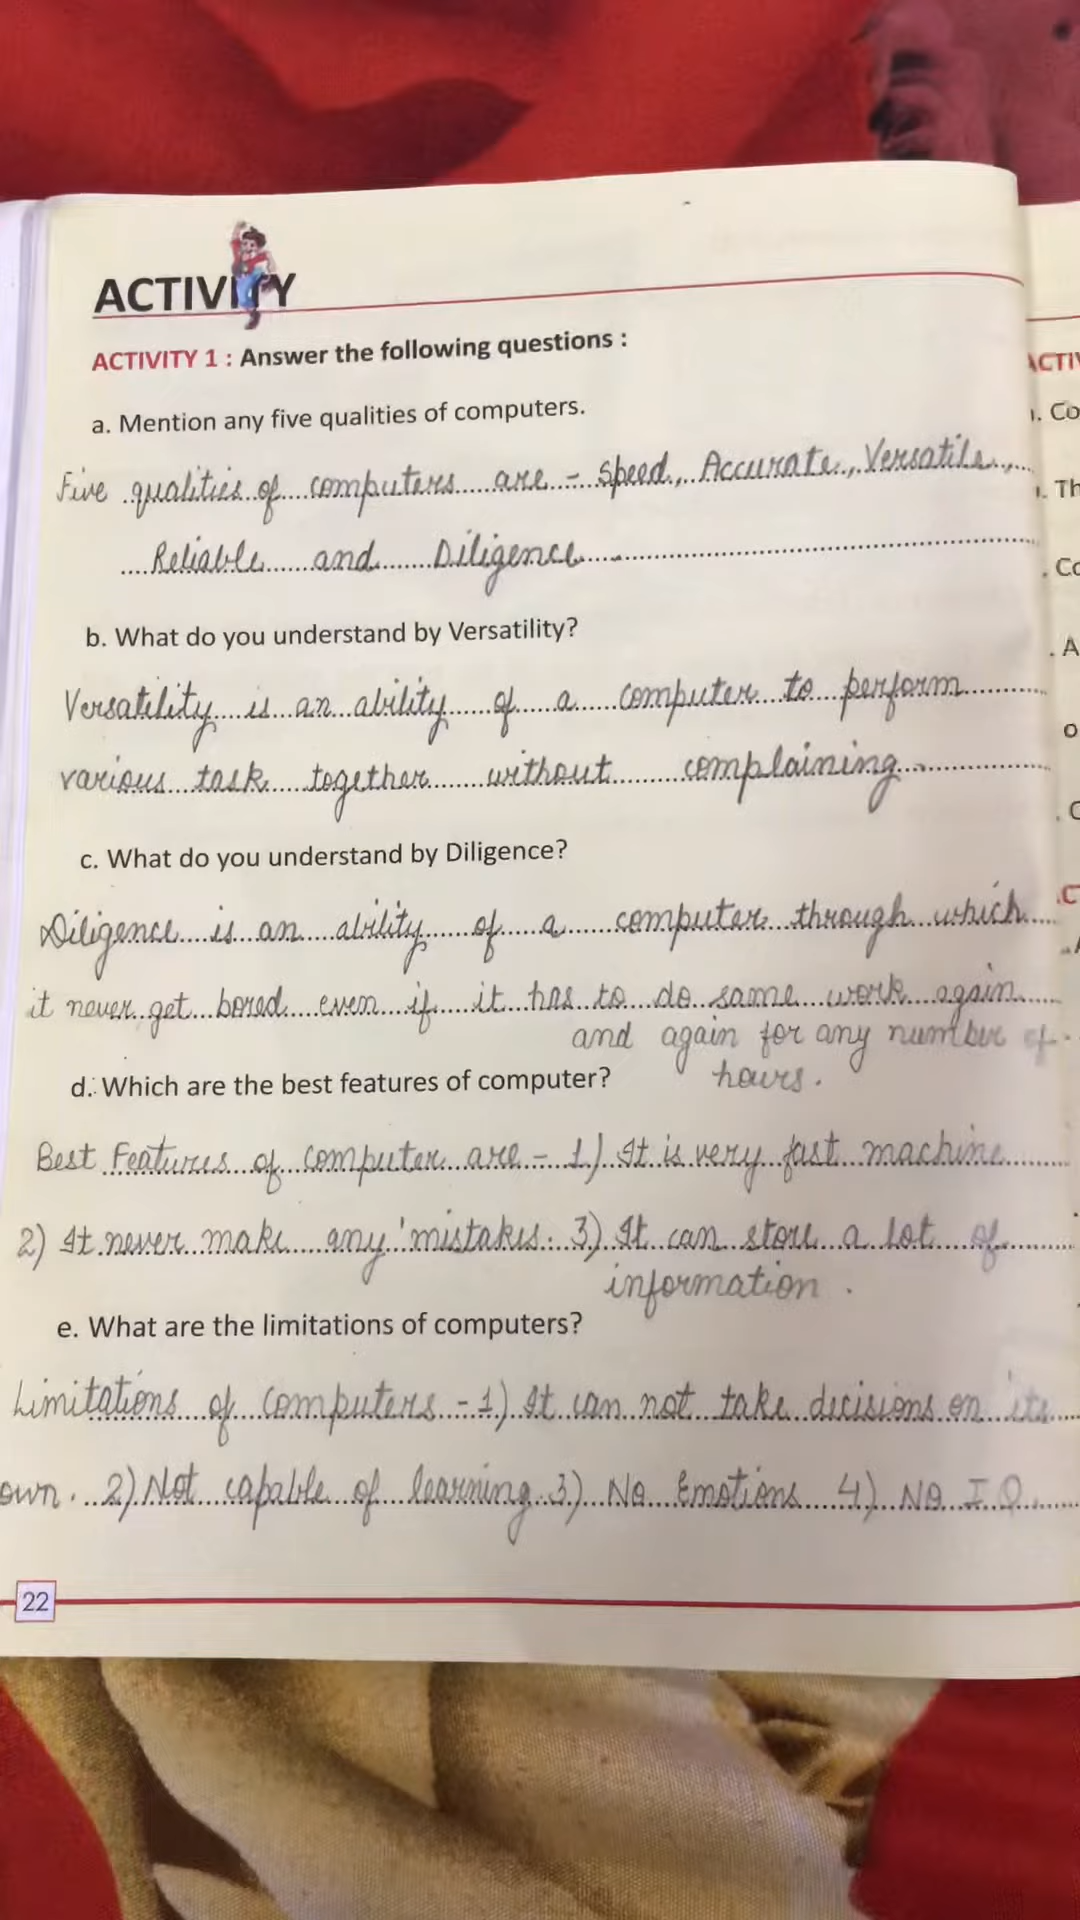 ACTIVITY
ACTIVITY 1 : Answer the following questions :
a. Mention any five qualities of computers.
Five qualities of computers are - Speed, Accurate, Versatile,
Reliable and Diligence
b. What do you understand by Versatility?
Versatility is an ability of a computer to perform
various task together without complaining.
c. What do you understand by Diligence?
Diligence is an ability of a computer through which
it never get bored even if it has to do same work again
and again for any number of
hours.
d. Which are the best features of computer?
Best Features of computer are - 1) It is very fast machine
2) It never make any mistakes. 3) It can store a lot of
information.
e. What are the limitations of computers?
Limitations of Computers - 1) It can not take decisions on its
own. 2) Not capable of learning 3) No Emotions 4) No I.Q.
22
ACTIV
. Co
. Th
. Co
. A
o
. C